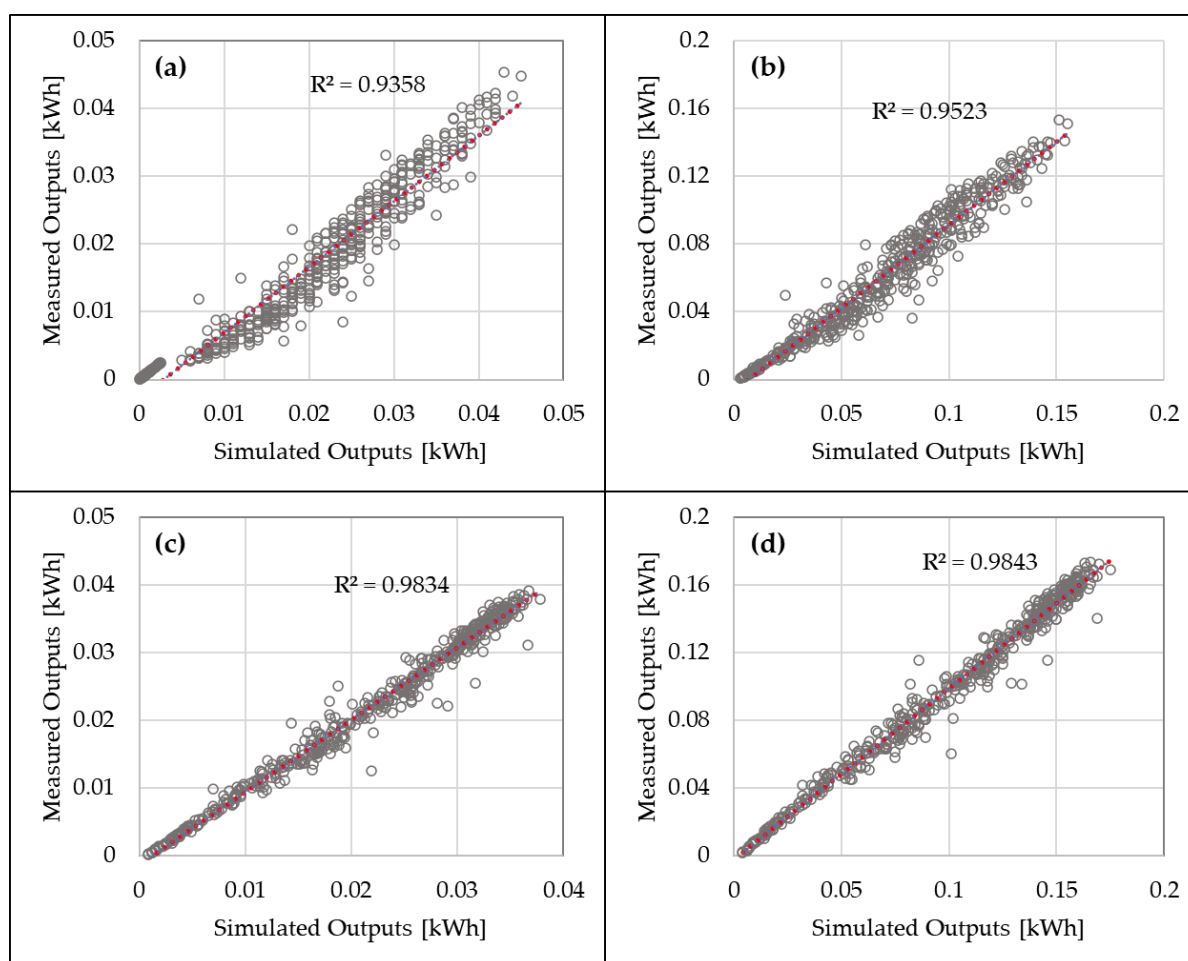 (a)
R² = 0.9358
Measured Outputs [kWh]
0.05
0.04
0.03
0.02
0.01
0
0 0.01 0.02 0.03 0.04 0.05
Simulated Outputs [kWh]
(b)
R² = 0.9523
Measured Outputs [kWh]
0.2
0.16
0.12
0.08
0.04
0
0 0.05 0.1 0.15 0.2
Simulated Outputs [kWh]
(c)
R² = 0.9834
Measured Outputs [kWh]
0.05
0.04
0.03
0.02
0.01
0
0 0.01 0.02 0.03 0.04
Simulated Outputs [kWh]
(d)
R² = 0.9843
Measured Outputs [kWh]
0.2
0.16
0.12
0.08
0.04
0
0 0.05 0.1 0.15 0.2
Simulated Outputs [kWh]